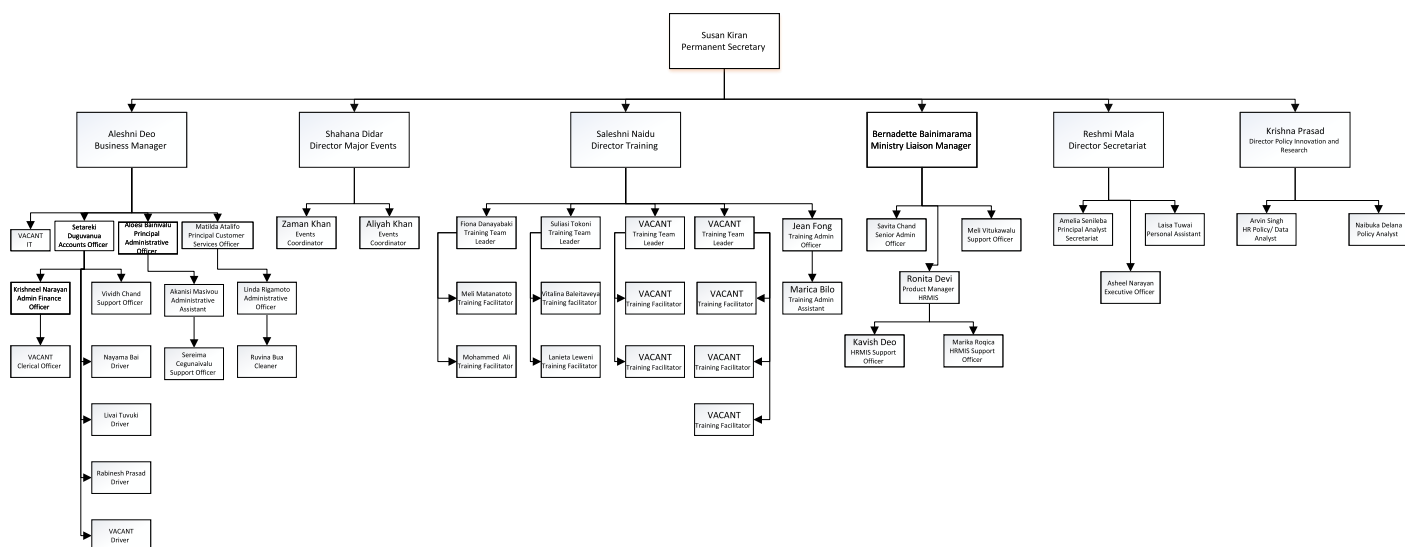 Susan Kiran
Permanent Secretary
Aleshni Deo
Business Manager
Shahana Didar
Director Major Events
Saleshni Naidu
Director Training
Bernadette Bainimarama
Ministry Liaison Manager
Reshmi Mala
Director Secretariat
Krishna Prasad
Director Policy Innovation and
Research
VACANT
IT
Setareki
Duguvanua
Accounts Officer
Aloesi Bainivalu
Principal
Administrative
Officer
Matilda Atalifo
Principal Customer
Services Officer
Zaman Khan
Events
Coordinator
Aliyah Khan
Events
Coordinator
Fiona Danayabaki
Training Team
Leader
Suliasi Tokoni
Training Team
Leader
VACANT
Training Team
Leader
VACANT
Training Team
Leader
Jean Fong
Training Admin
Officer
Savita Chand
Senior Admin
Officer
Meli Vitukawalu
Support Officer
Amelia Senileba
Principal Analyst
Secretariat
Laisa Tuwai
Personal Assistant
Arvin Singh
HR Policy/ Data
Analyst
Naibuka Delana
Policy Analyst
Krishneel Narayan
Admin Finance
Officer
Vividh Chand
Support Officer
Akanisi Masivou
Administrative
Assistant
Linda Rigamoto
Administrative
Officer
Meli Matanatoto
Training Facilitator
Vitalina Baleitaveya
Training facilitator
VACANT
Training Facilitator
VACANT
Training Facilitator
Marica Bilo
Training Admin
Assistant
Ronita Devi
Product Manager
HRMIS
Asheel Narayan
Executive Officer
VACANT
Clerical Officer
Nayama Bai
Driver
Sereima
Cegunaivalu
Support Officer
Ruvina Bua
Cleaner
Mohammed Ali
Training Facilitator
Lanieta Leweni
Training Facilitator
VACANT
Training Facilitator
VACANT
Training Facilitator
Kavish Deo
HRMIS Support
Officer
Marika Roqica
HRMIS Support
Officer
Livai Tuvuki
Driver
VACANT
Training Facilitator
Rabinesh Prasad
Driver
VACANT
Driver